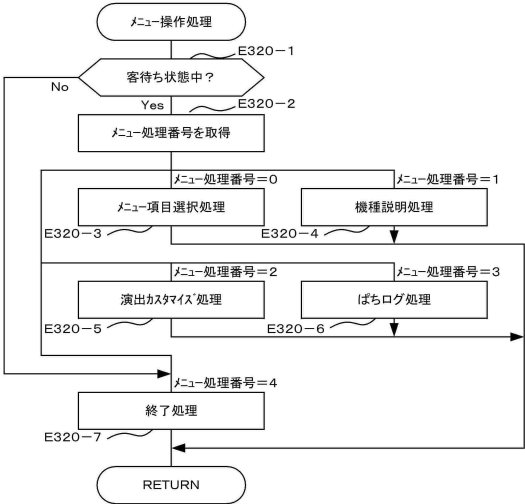 ﾒﾆｭｰ操作処理
E320－1
客待ち状態中？
No
Yes
E320－2
ﾒﾆｭｰ処理番号を取得
ﾒﾆｭｰ処理番号＝0
ﾒﾆｭｰ処理番号＝1
ﾒﾆｭｰ項目選択処理
機種説明処理
E320－3
E320－4
ﾒﾆｭｰ処理番号＝2
ﾒﾆｭｰ処理番号＝3
演出ｶｽﾀﾏｲｽﾞ処理
ぱちログ処理
E320－5
E320－6
ﾒﾆｭｰ処理番号＝4
終了処理
E320－7
RETURN